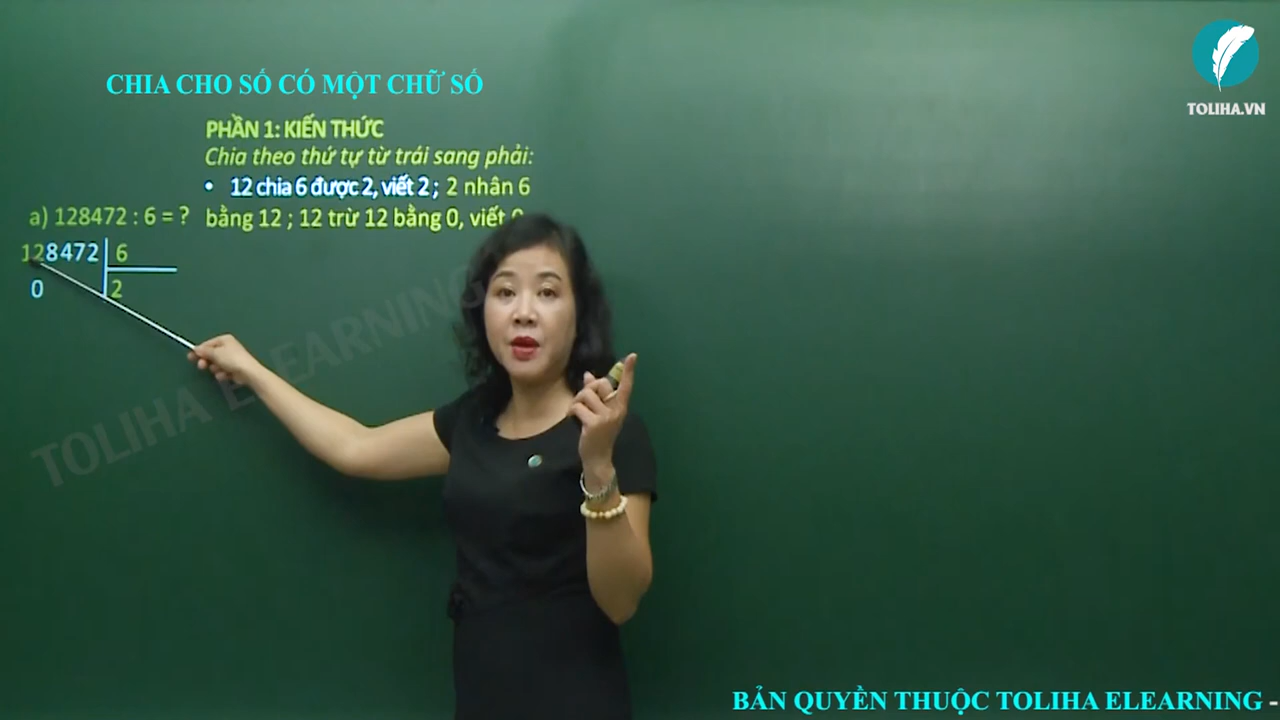 CHIA CHO SỐ CÓ MỘT CHỮ SỐ
TOLIHA.VN
PHẦN 1: KIẾN THỨC
Chia theo thứ tự từ trái sang phải:
• 12 chia 6 được 2, viết 2 ; 2 nhân 6
bằng 12 ; 12 trừ 12 bằng 0, viết 0
a) 128472 : 6 = ?
128472 6
0 2
TOLIHA ELEARNING
BẢN QUYỀN THUỘC TOLIHA ELEARNING -